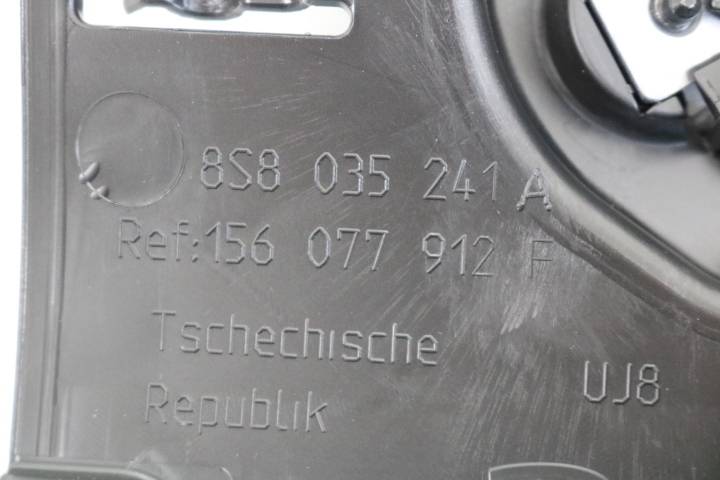 8S8 035 241 A
Ref:156 077 912 F
Tschechische
Republik
UJ8